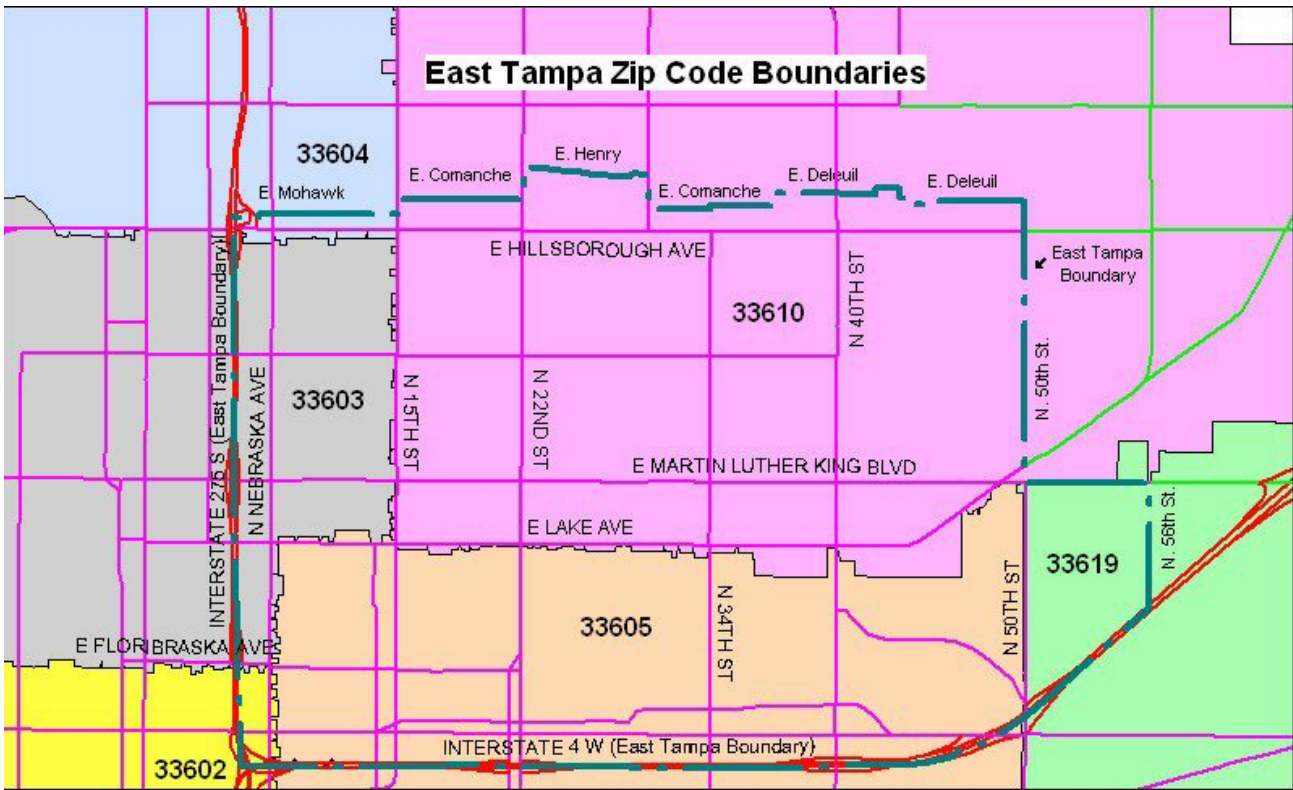 East Tampa Zip Code Boundaries
33604
E. Henry
E. Comanche
E. Deleuil
E. Deleuil
E. Mohawk
E. Comanche
E HILLSBOROUGH AVE
East Tampa
Boundary
INTERSTATE 275 S (East Tampa Boundary)
N NEBRASKA AVE
33603
N 15TH ST
N 22ND ST
33610
N 40TH ST
N. 50th St.
E MARTIN LUTHER KING BLVD
E LAKE AVE
N. 56th St.
33619
N 50TH ST
N 34TH ST
33605
E FLORIBRASKA AVE
INTERSTATE 4 W (East Tampa Boundary)
33602